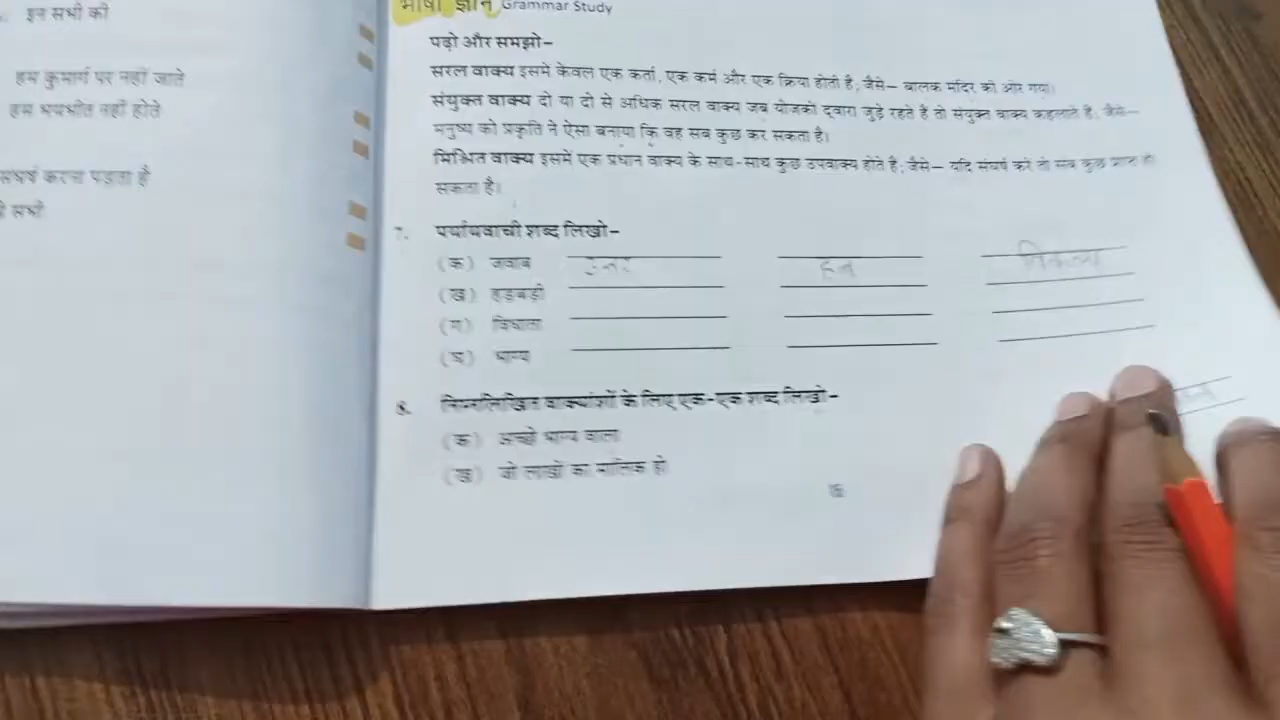 इन सभी की
हम कुमार्ग पर नहीं जाते
हम भयभीत नहीं होते
संघर्ष करना पड़ता है
सभी
भाषा ज्ञान Grammar Study
पढ़ो और समझो–
सरल वाक्य इसमें केवल एक कर्ता, एक कर्म और एक क्रिया होती है; जैसे– बालक मंदिर की ओर गया।
संयुक्त वाक्य दो या दो से अधिक सरल वाक्य जब योजकों द्वारा जुड़े रहते हैं तो संयुक्त वाक्य कहलाते हैं; जैसे–
मनुष्य को प्रकृति ने ऐसा बनाया कि वह सब कुछ कर सकता है।
मिश्रित वाक्य इसमें एक प्रधान वाक्य के साथ-साथ कुछ उपवाक्य होते हैं; जैसे– यदि संघर्ष करें तो सब कुछ प्राप्त हो
सकता है।
7. पर्यायवाची शब्द लिखो–
(क) जवाब उत्तर हल
(ख) हड़बड़ी
(ग) विधाता
(घ) भाग्य
8. निम्नलिखित वाक्यांशों के लिए एक-एक शब्द लिखो–
(क) अच्छे भाग्य वाला
(ख) जो लाखों का मालिक हो